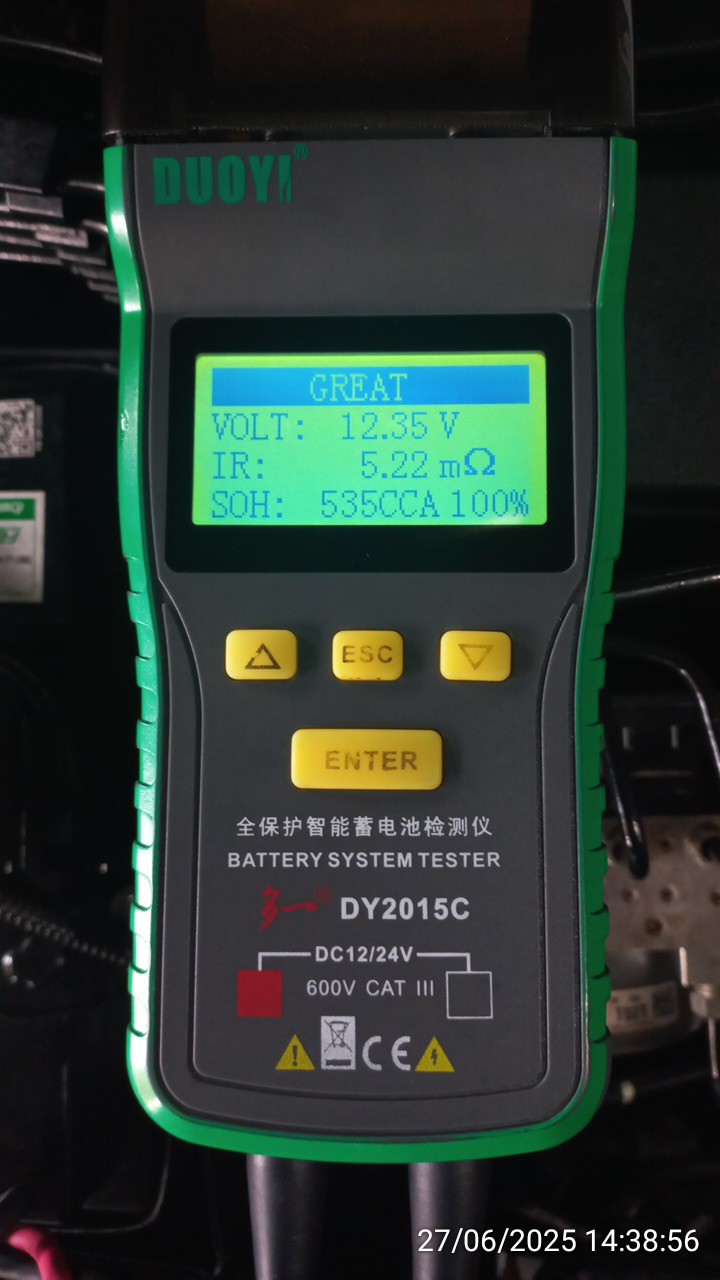 DUOYI®
GREAT
VOLT: 12.35 V
IR: 5.22 mΩ
SOH: 535CCA 100%
ESC
ENTER
全保护智能蓄电池检测仪
BATTERY SYSTEM TESTER
多一® DY2015C
DC12/24V
600V CAT III
CE
27/06/2025 14:38:56